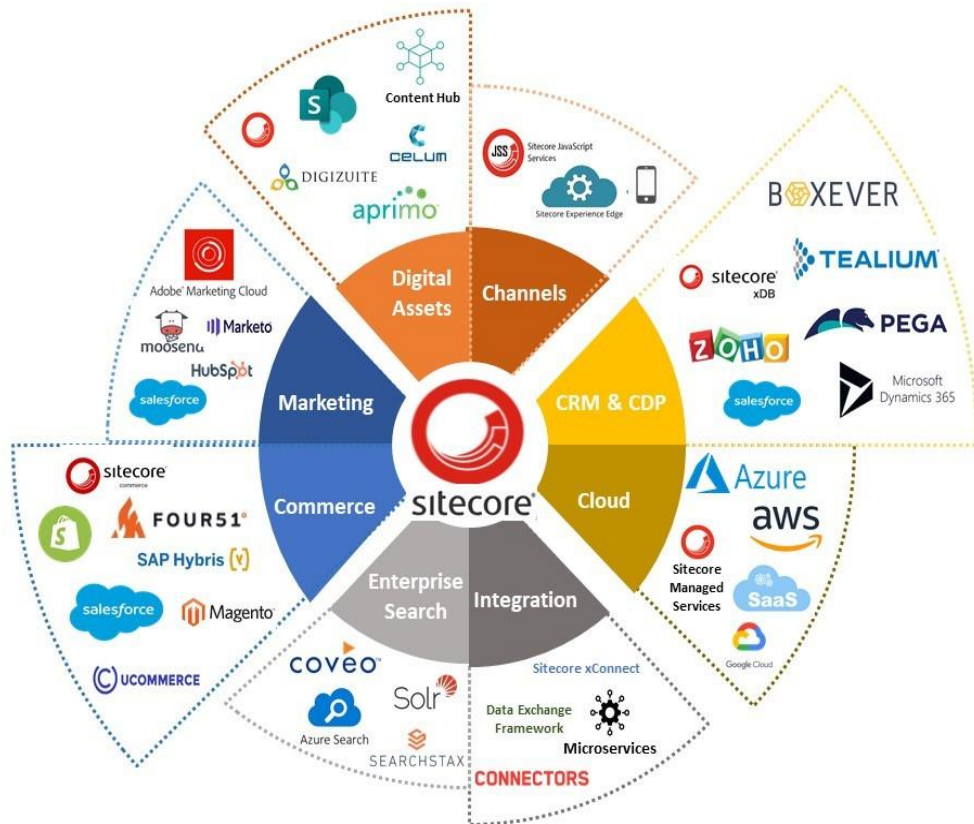 Content Hub
S
CELUM
DIGIZUITE
aprimo
JSS
Sitecore JavaScript
Services
Sitecore Experience Edge
BOXEVER
TEALIUM
sitecore
xDB
PEGA
ZOHO
salesforce
Microsoft
Dynamics 365
Adobe Marketing Cloud
moosend
Marketo
HubSpot
salesforce
Digital
Assets
Channels
Marketing
CRM & CDP
Commerce
Cloud
Enterprise
Search
Integration
sitecore
sitecore
commerce
S
FOUR51
SAP Hybris (Y)
salesforce
Magento
UCOMMERCE
Azure
aws
Sitecore
Managed
Services
SaaS
Google Cloud
coveo™
Solr
Azure Search
SEARCHSTAX
Sitecore xConnect
Data Exchange
Framework
Microservices
CONNECTORS